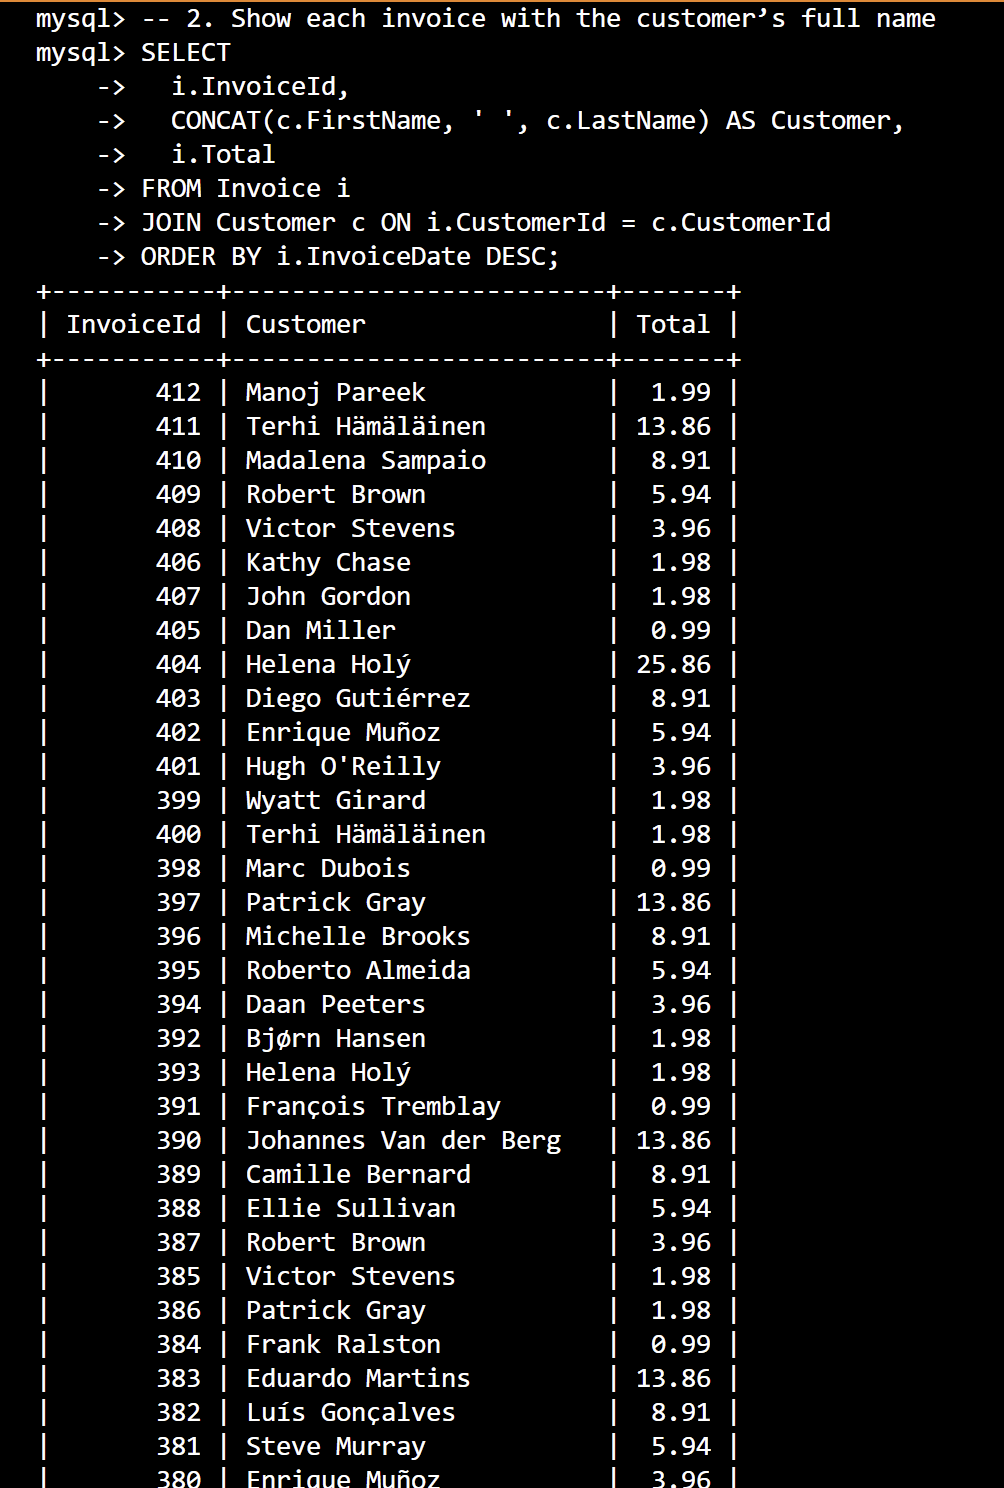 mysql> -- 2. Show each invoice with the customer’s full name
mysql> SELECT
    ->   i.InvoiceId,
    ->   CONCAT(c.FirstName, ' ', c.LastName) AS Customer,
    ->   i.Total
    -> FROM Invoice i
    -> JOIN Customer c ON i.CustomerId = c.CustomerId
    -> ORDER BY i.InvoiceDate DESC;
+-----------+-------------------------+-------+
| InvoiceId | Customer                | Total |
+-----------+-------------------------+-------+
|       412 | Manoj Pareek            |  1.99 |
|       411 | Terhi Hämäläinen        | 13.86 |
|       410 | Madalena Sampaio        |  8.91 |
|       409 | Robert Brown            |  5.94 |
|       408 | Victor Stevens          |  3.96 |
|       406 | Kathy Chase             |  1.98 |
|       407 | John Gordon             |  1.98 |
|       405 | Dan Miller              |  0.99 |
|       404 | Helena Holý             | 25.86 |
|       403 | Diego Gutiérrez         |  8.91 |
|       402 | Enrique Muñoz           |  5.94 |
|       401 | Hugh O'Reilly           |  3.96 |
|       399 | Wyatt Girard            |  1.98 |
|       400 | Terhi Hämäläinen        |  1.98 |
|       398 | Marc Dubois             |  0.99 |
|       397 | Patrick Gray            | 13.86 |
|       396 | Michelle Brooks         |  8.91 |
|       395 | Roberto Almeida         |  5.94 |
|       394 | Daan Peeters            |  3.96 |
|       392 | Bjørn Hansen            |  1.98 |
|       393 | Helena Holý             |  1.98 |
|       391 | François Tremblay       |  0.99 |
|       390 | Johannes Van der Berg   | 13.86 |
|       389 | Camille Bernard         |  8.91 |
|       388 | Ellie Sullivan          |  5.94 |
|       387 | Robert Brown            |  3.96 |
|       385 | Victor Stevens          |  1.98 |
|       386 | Patrick Gray            |  1.98 |
|       384 | Frank Ralston           |  0.99 |
|       383 | Eduardo Martins         | 13.86 |
|       382 | Luís Gonçalves          |  8.91 |
|       381 | Steve Murray            |  5.94 |
|       380 | Enrique Muñoz           |  3.96 |